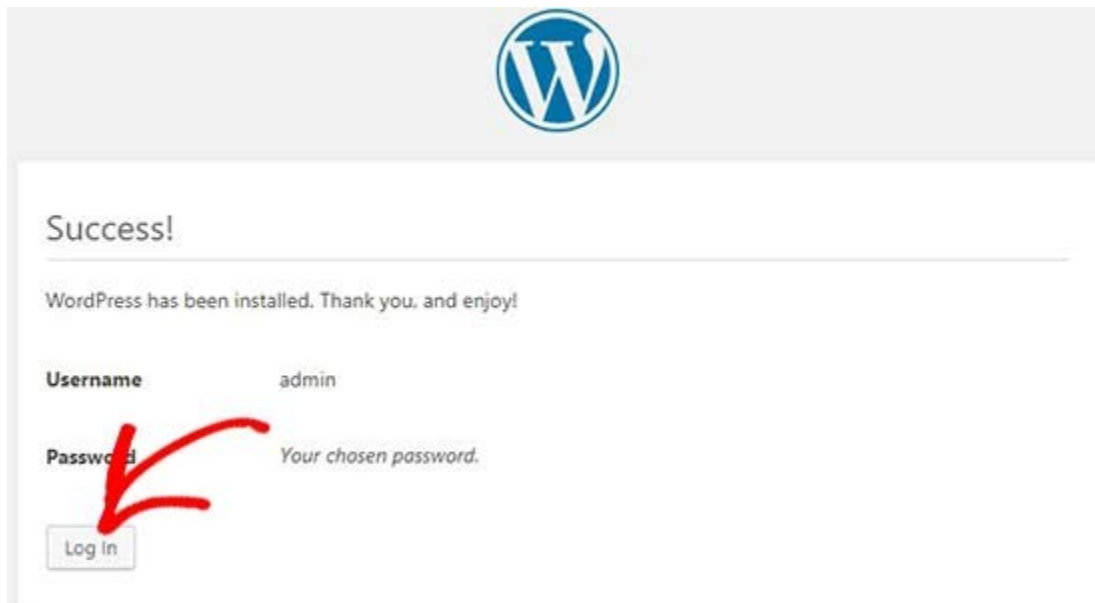 Success!
WordPress has been installed. Thank you, and enjoy!
Username admin
Password Your chosen password.
Log In